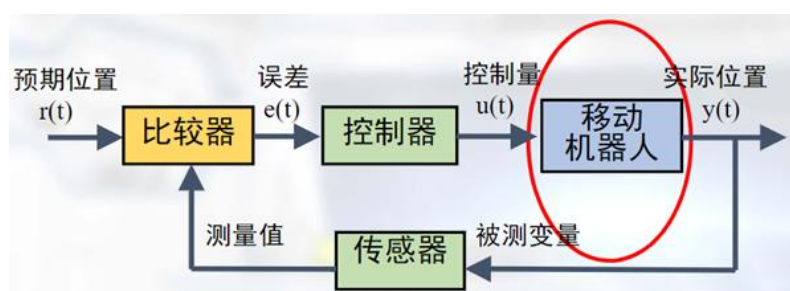 预期位置
r(t)
比较器
误差
e(t)
控制器
控制量
u(t)
移动
机器人
实际位置
y(t)
测量值
传感器
被测变量